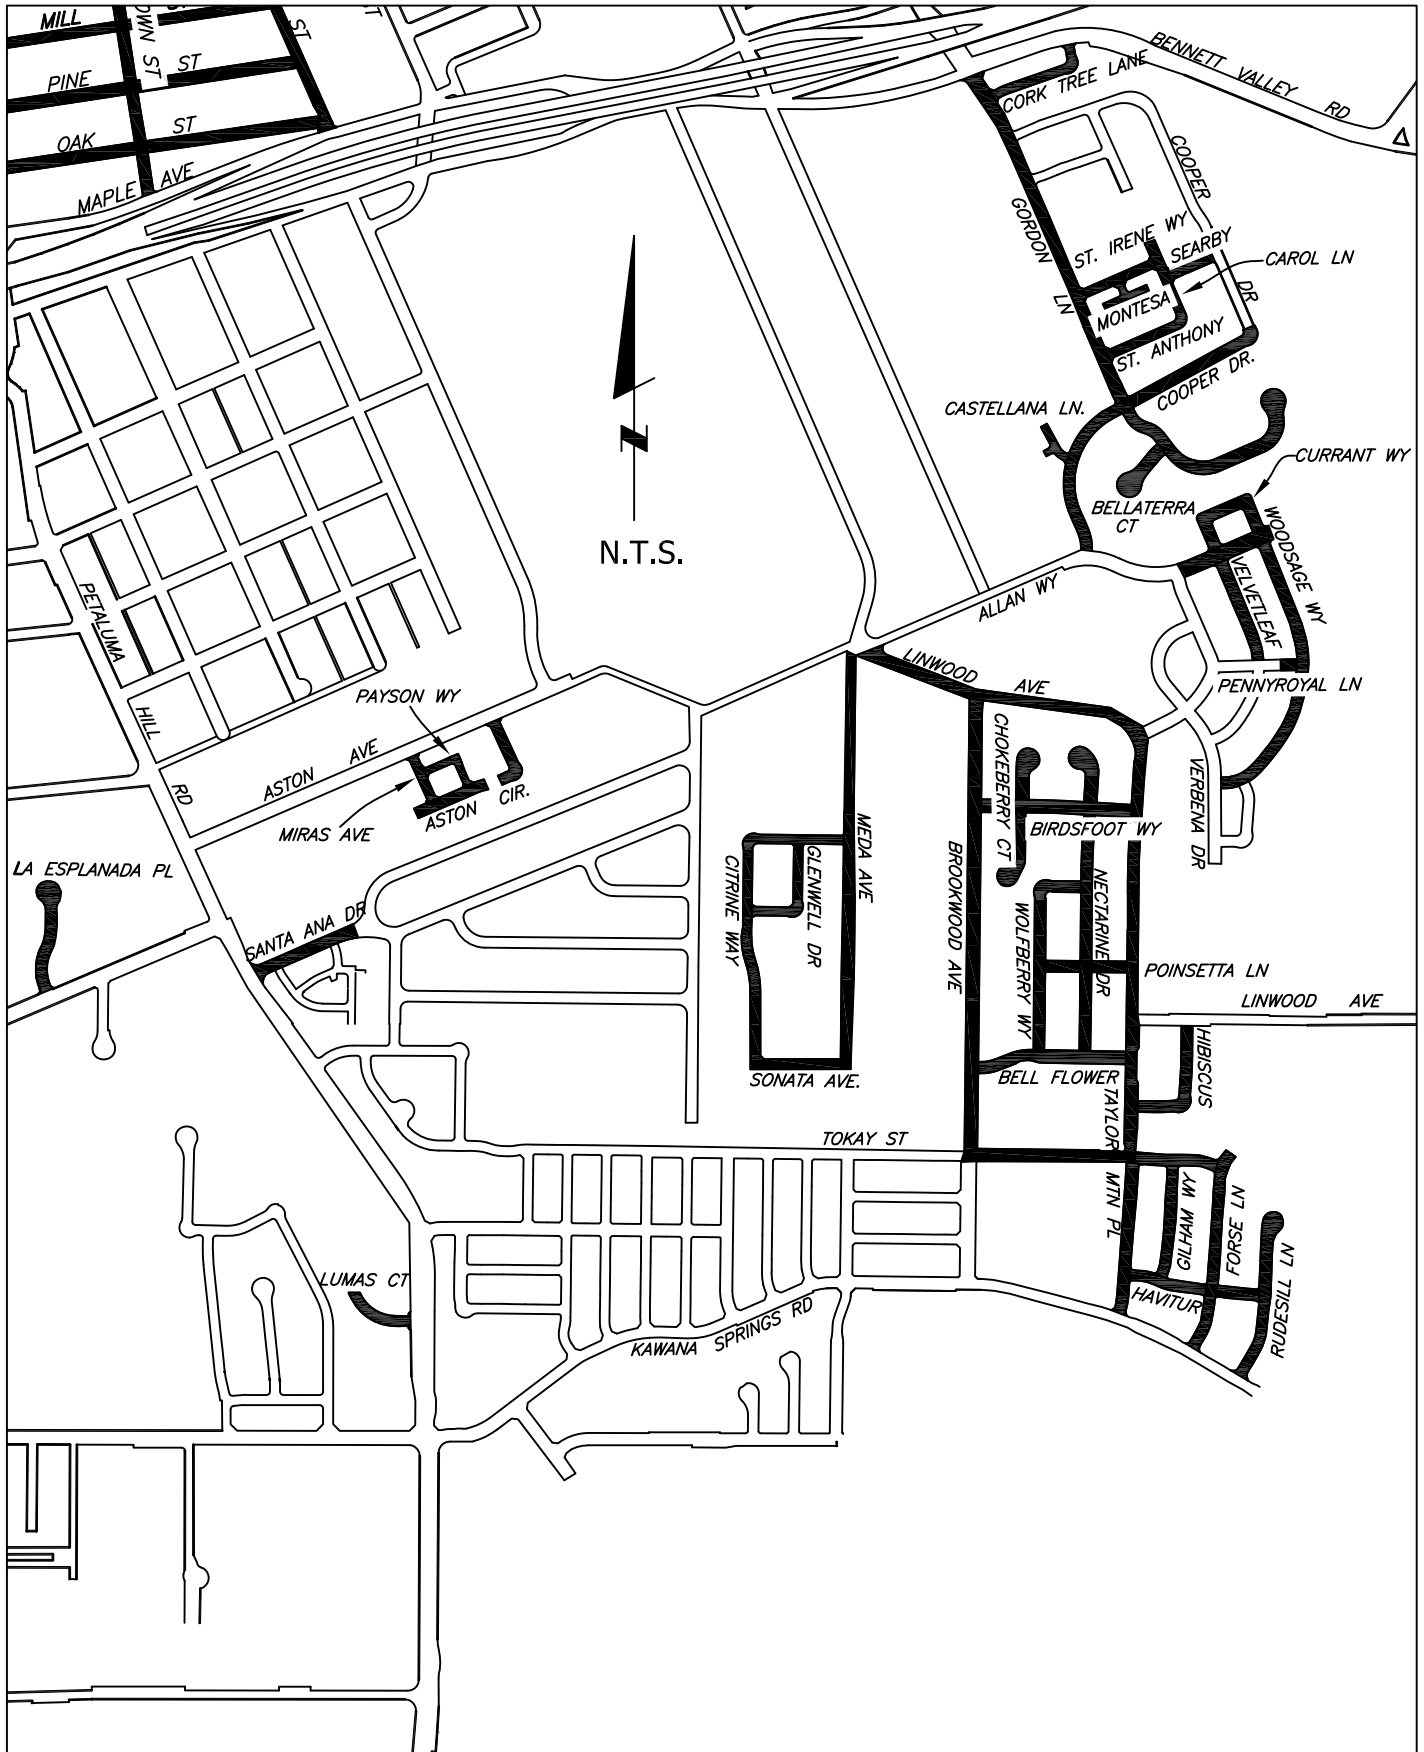 MILL
OWN ST
ST
PINE ST
OAK ST
MAPLE AVE
BENNETT VALLEY RD
CORK TREE LANE
COOPER DR
GORDON LN
ST. IRENE WY
SEARBY
CAROL LN
MONTESA
ST. ANTHONY
COOPER DR.
CASTELLANA LN.
CURRANT WY
BELLATERRA
CT
WOODSAGE WY
VELVETLEAF
N.T.S.
ALLAN WY
PETALUMA HILL RD
LINWOOD AVE
PENNYROYAL LN
PAYSON WY
ASTON AVE
MIRAS AVE
ASTON CIR.
CHOKEBERRY CT
VERBENA DR
BIRDSFOOT WY
MEDA AVE
GLENWELL DR
CITRINE WAY
BROOKWOOD AVE
WOLFBERRY WY
NECTARINE DR
LA ESPLANADA PL
SANTA ANA DR
POINSETTA LN
LINWOOD AVE
HIBISCUS
SONATA AVE.
BELL FLOWER
TAYLOR MTN PL
TOKAY ST
GILHAM WY
FORSE LN
RUDESILL LN
HAVITUR
LUMAS CT
KAWANA SPRINGS RD